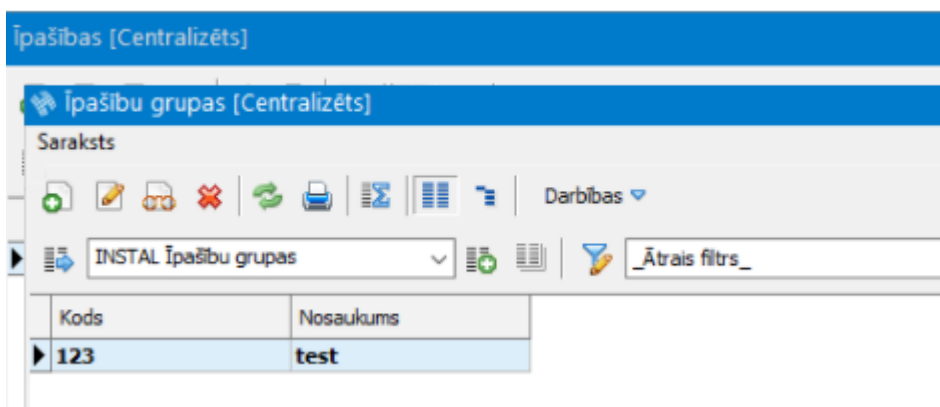 Īpašības [Centralizēts]
Īpašību grupas [Centralizēts]
Saraksts
Darbības
INSTAL Īpašību grupas
_Ātrais filtrs_
Kods Nosaukums
123 test